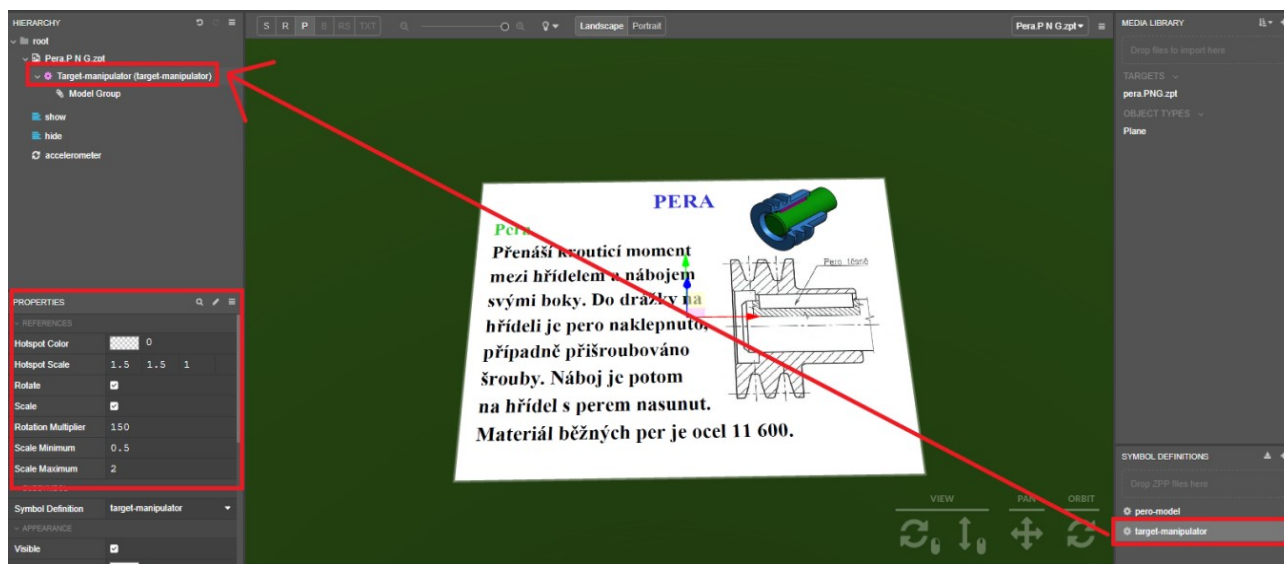 HIERARCHY
root
Pera.P N G.zpt
Target-manipulator (target-manipulator)
Model Group
show
hide
accelerometer
PROPERTIES
REFERENCES
Hotspot Color 0
Hotspot Scale 1.5 1.5 1
Rotate
Scale
Rotation Multiplier 150
Scale Minimum 0.5
Scale Maximum 2
Symbol Definition target-manipulator
APPEARANCE
Visible
S R P B RS TXT Landscape Portrait Pera.P N G.zpt
PERA
Pera
Přenáší krouticí moment
mezi hřídelem a nábojem
svými boky. Do drážky na
hřídeli je pero naklepnuto,
případně přišroubováno
šrouby. Náboj je potom
na hřídel s perem nasunut.
Materiál běžných per je ocel 11 600.
Pero těsné
VIEW PAN ORBIT
MEDIA LIBRARY
Drop files to import here
TARGETS
pera.PNG.zpt
OBJECT TYPES
Plane
SYMBOL DEFINITIONS
Drop ZPP files here
pero-model
target-manipulator